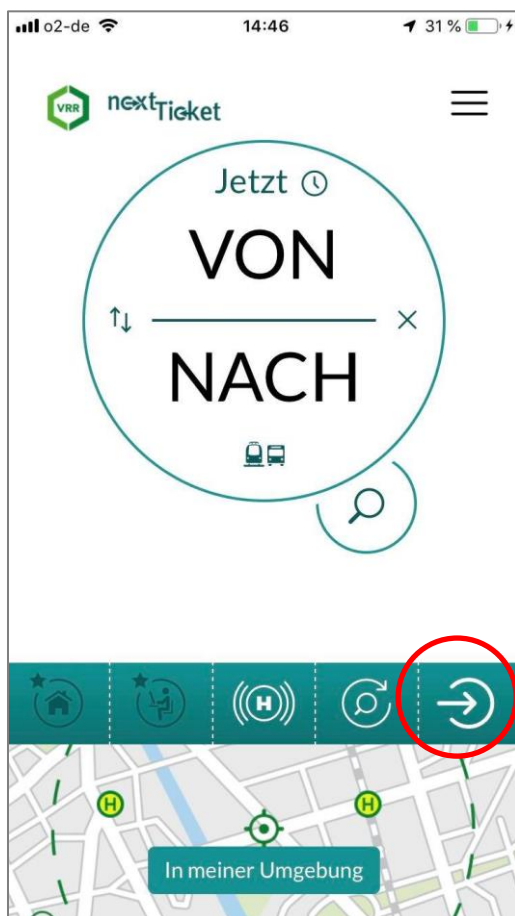 o2-de 14:46 31 %
VRR nextTicket
Jetzt
VON
NACH
H
H H
In meiner Umgebung